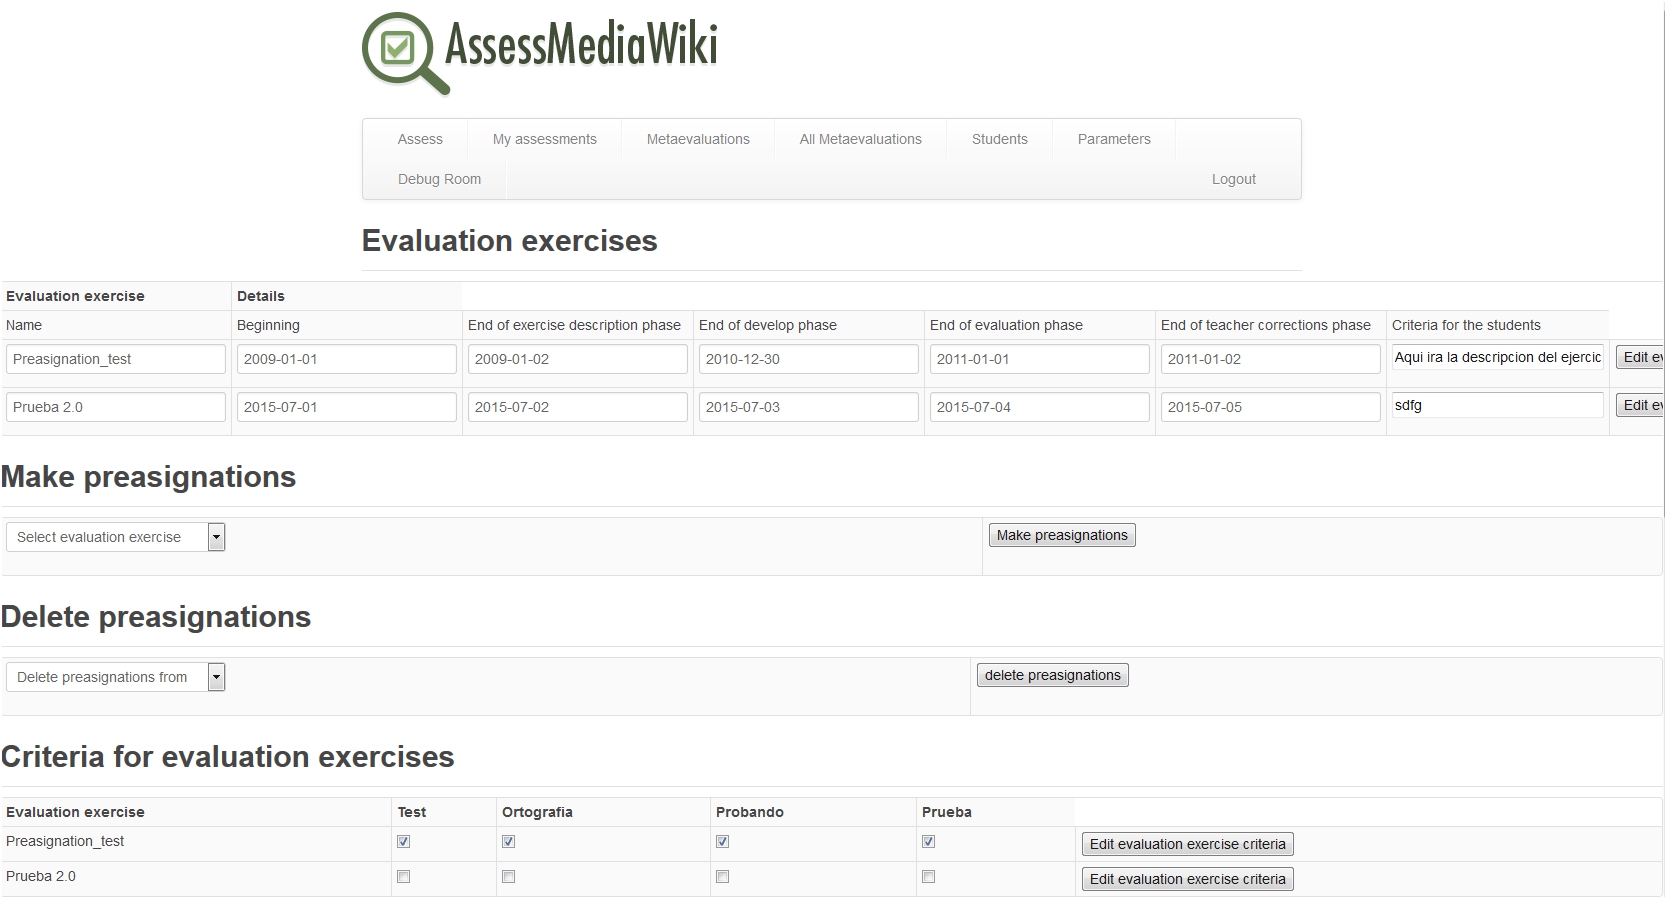 AssessMediaWiki
Assess My assessments Metaevaluations All Metaevaluations Students Parameters
Debug Room Logout
Evaluation exercises
Evaluation exercise Details
Name Beginning End of exercise description phase End of develop phase End of evaluation phase End of teacher corrections phase Criteria for the students
Preasignation_test 2009-01-01 2009-01-02 2010-12-30 2011-01-01 2011-01-02 Aqui ira la descripcion del ejercic Edit ev
Prueba 2.0 2015-07-01 2015-07-02 2015-07-03 2015-07-04 2015-07-05 sdfg Edit ev
Make preasignations
Select evaluation exercise Make preasignations
Delete preasignations
Delete preasignations from delete preasignations
Criteria for evaluation exercises
Evaluation exercise Test Ortografia Probando Prueba
Preasignation_test Edit evaluation exercise criteria
Prueba 2.0 Edit evaluation exercise criteria